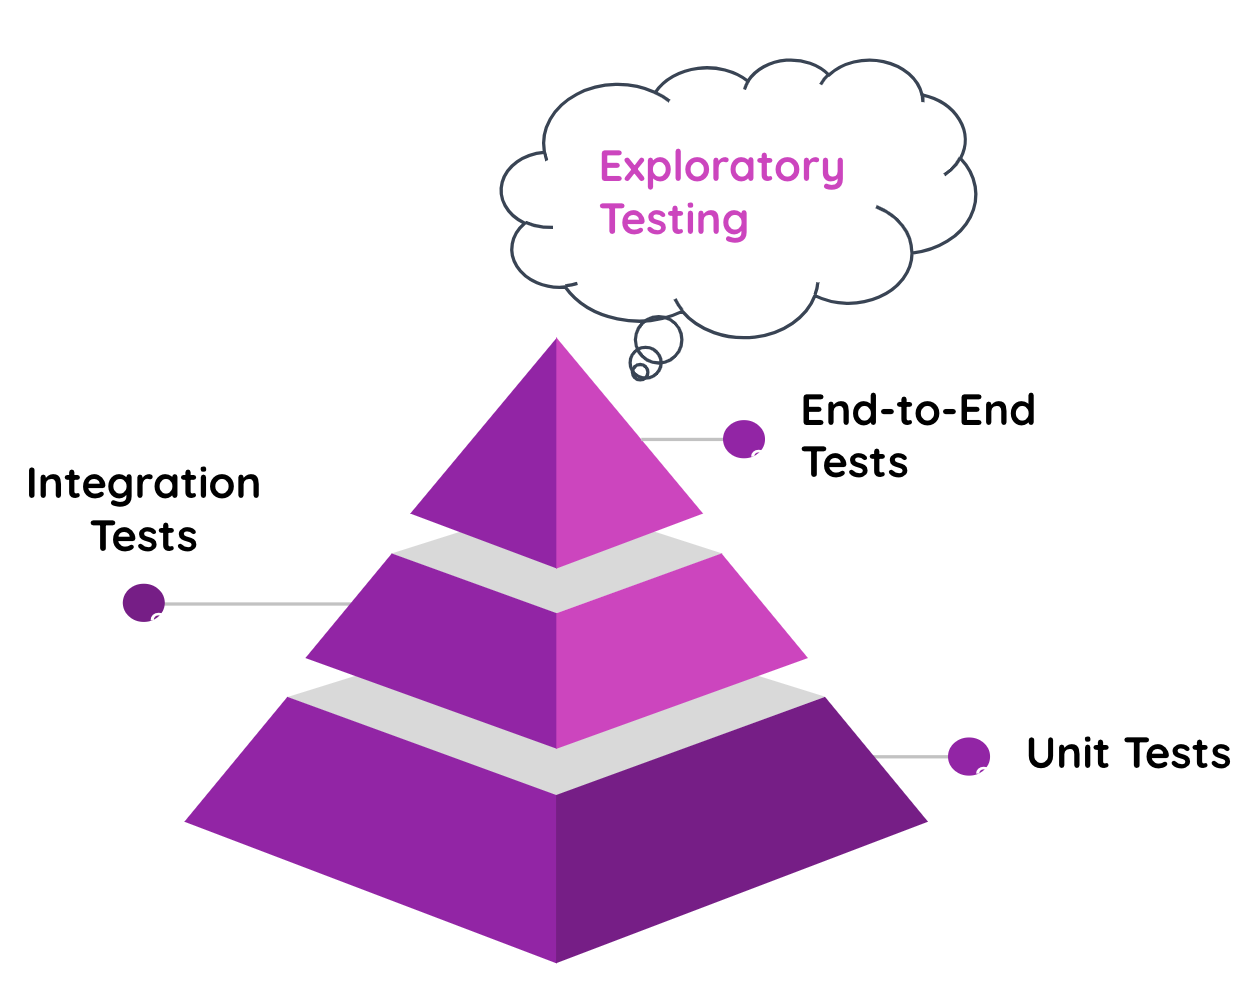 Exploratory
Testing
End-to-End
Tests
Integration
Tests
Unit Tests